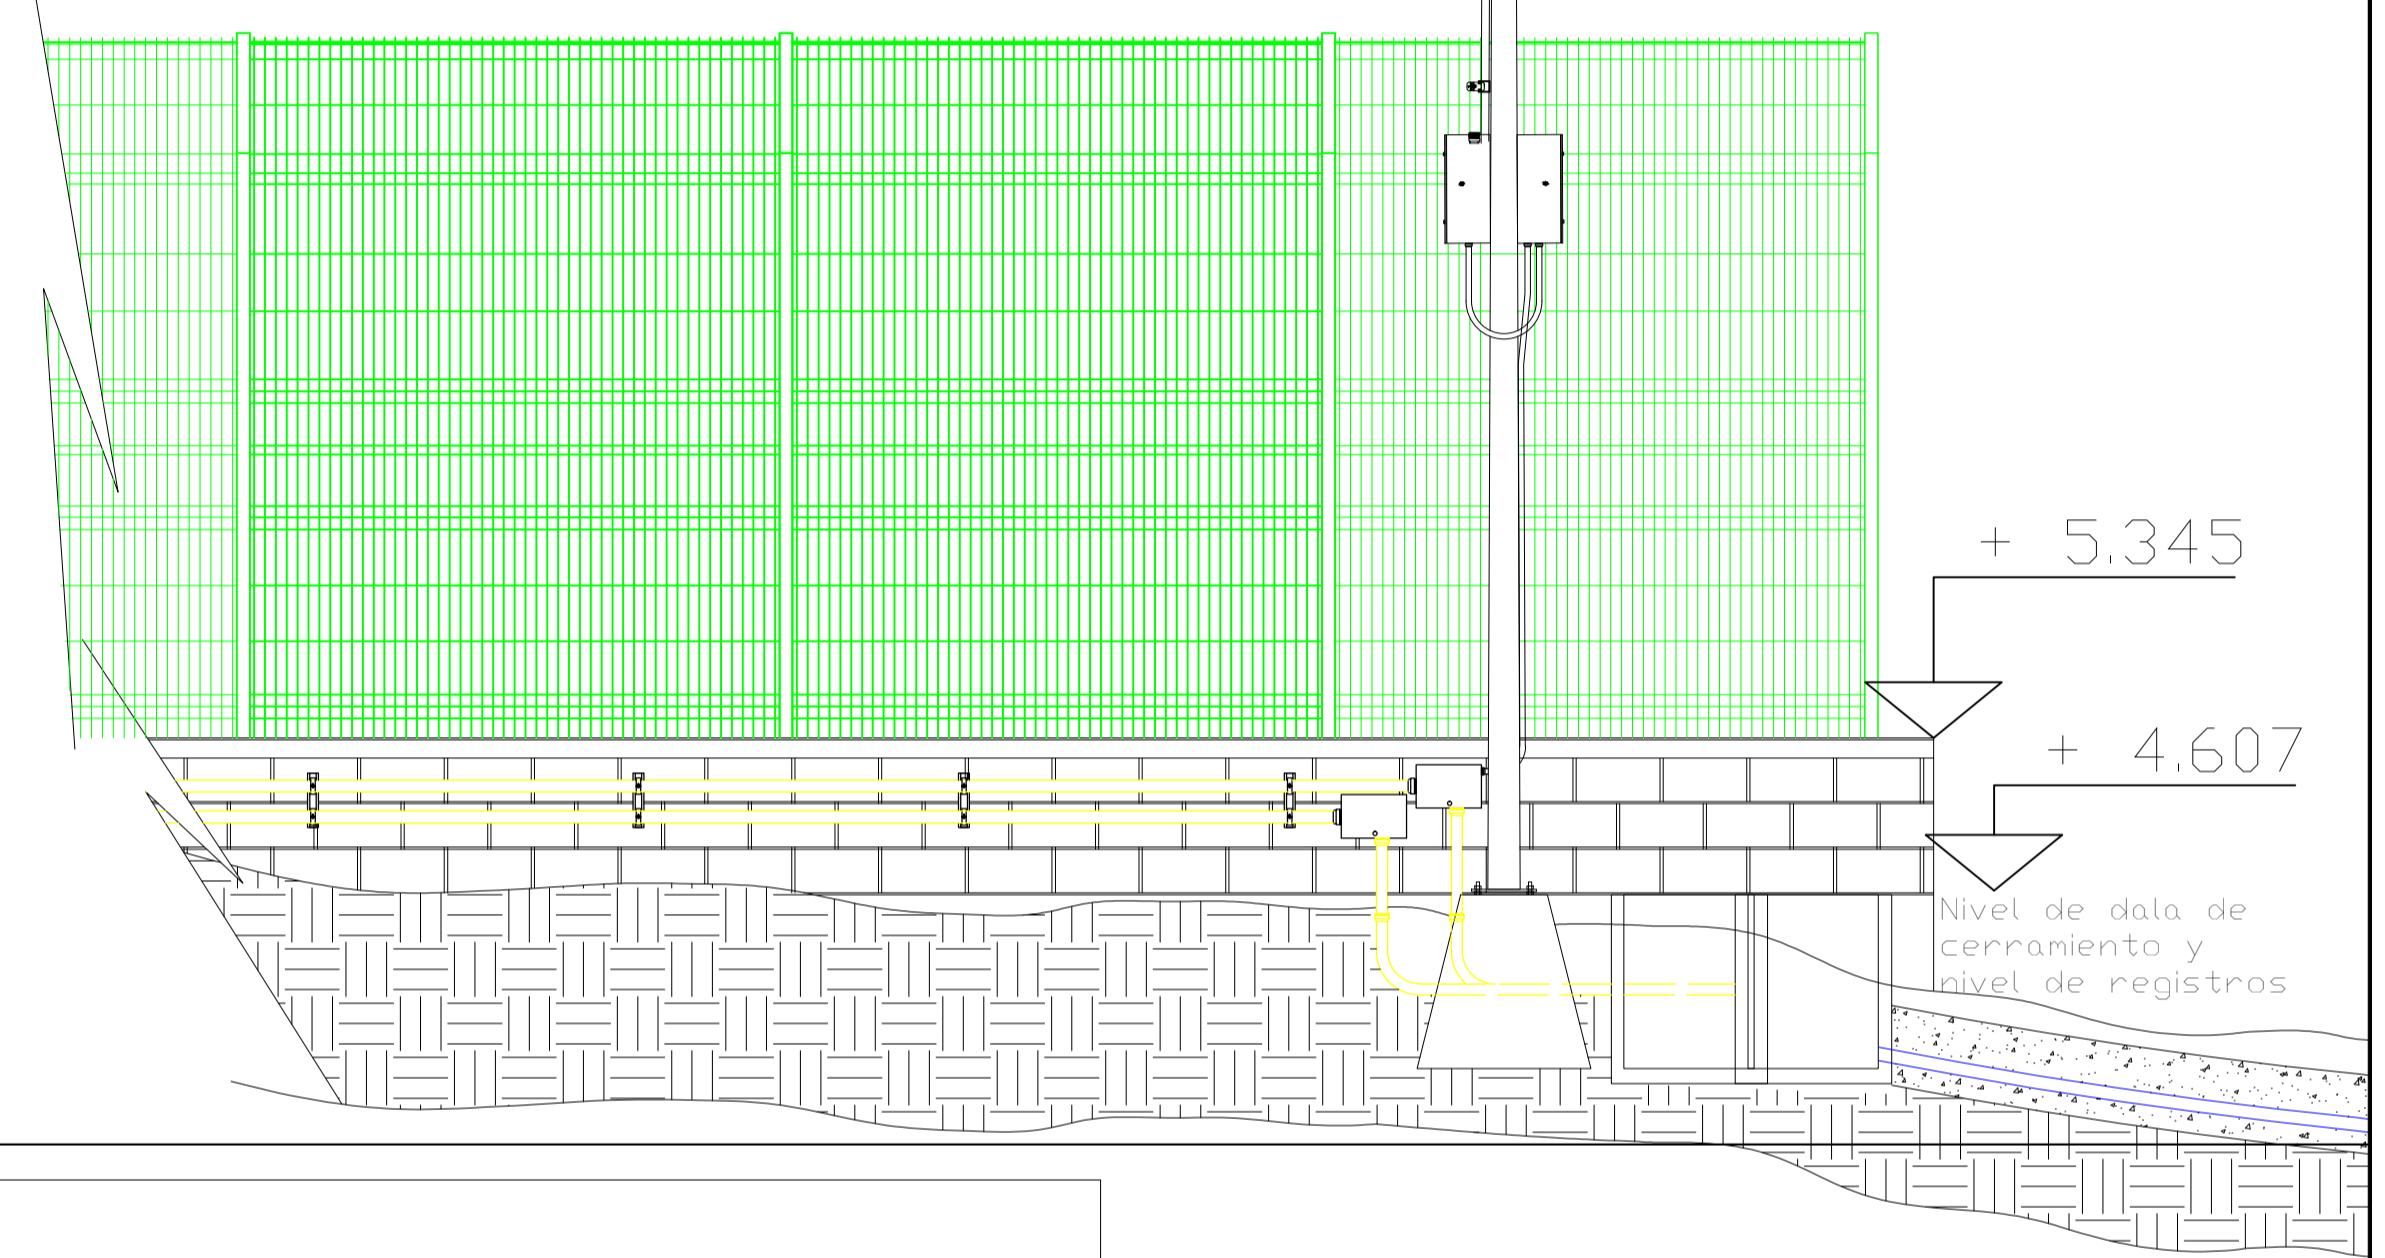 + 5.345
+ 4.607
Nivel de dala de
cerramiento y
nivel de registros